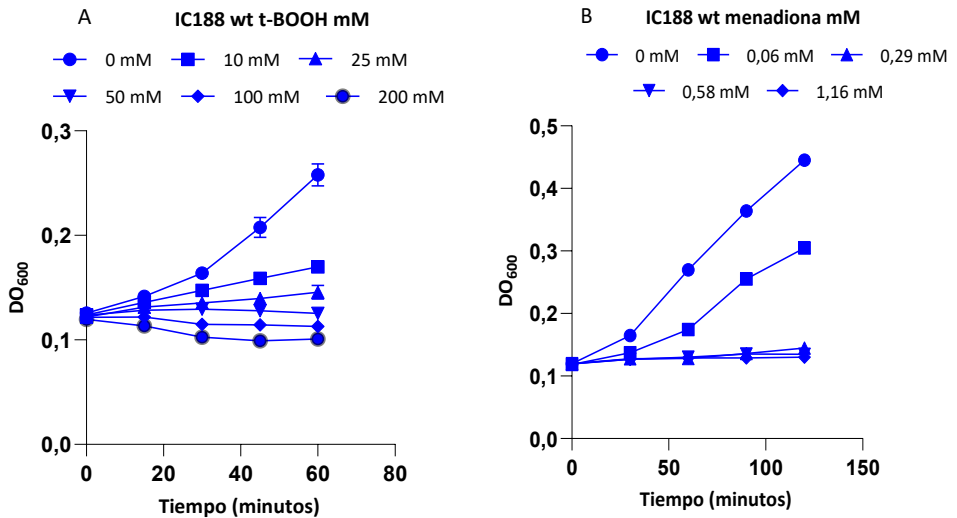 A
IC188 wt t-BOOH mM
0 mM 10 mM 25 mM
50 mM 100 mM 200 mM
0,3
0,2
0,1
0,0
DO600
0 20 40 60 80
Tiempo (minutos)
B
IC188 wt menadiona mM
0 mM 0,06 mM 0,29 mM
0,58 mM 1,16 mM
0,5
0,4
0,3
0,2
0,1
0,0
DO600
0 50 100 150
Tiempo (minutos)